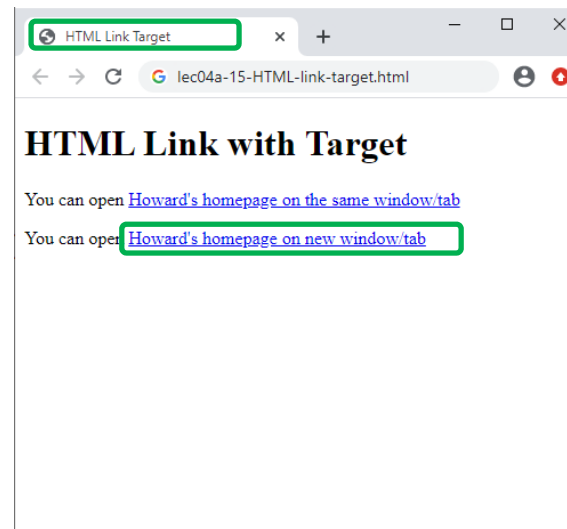 HTML Link Target
lec04a-15-HTML-link-target.html
HTML Link with Target
You can open Howard's homepage on the same window/tab
You can open Howard's homepage on new window/tab